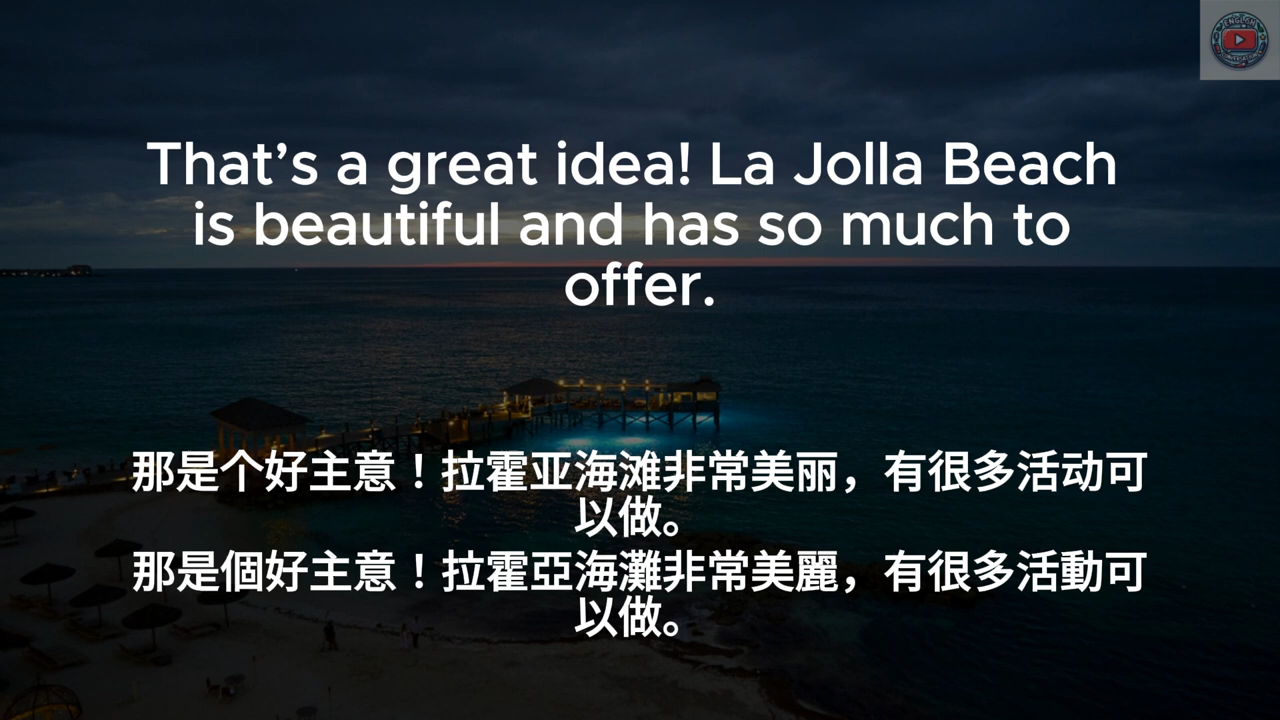 That’s a great idea! La Jolla Beach
is beautiful and has so much to
offer.
那是个好主意！拉霍亚海滩非常美丽，有很多活动可
以做。
那是個好主意！拉霍亞海灘非常美麗，有很多活動可
以做。